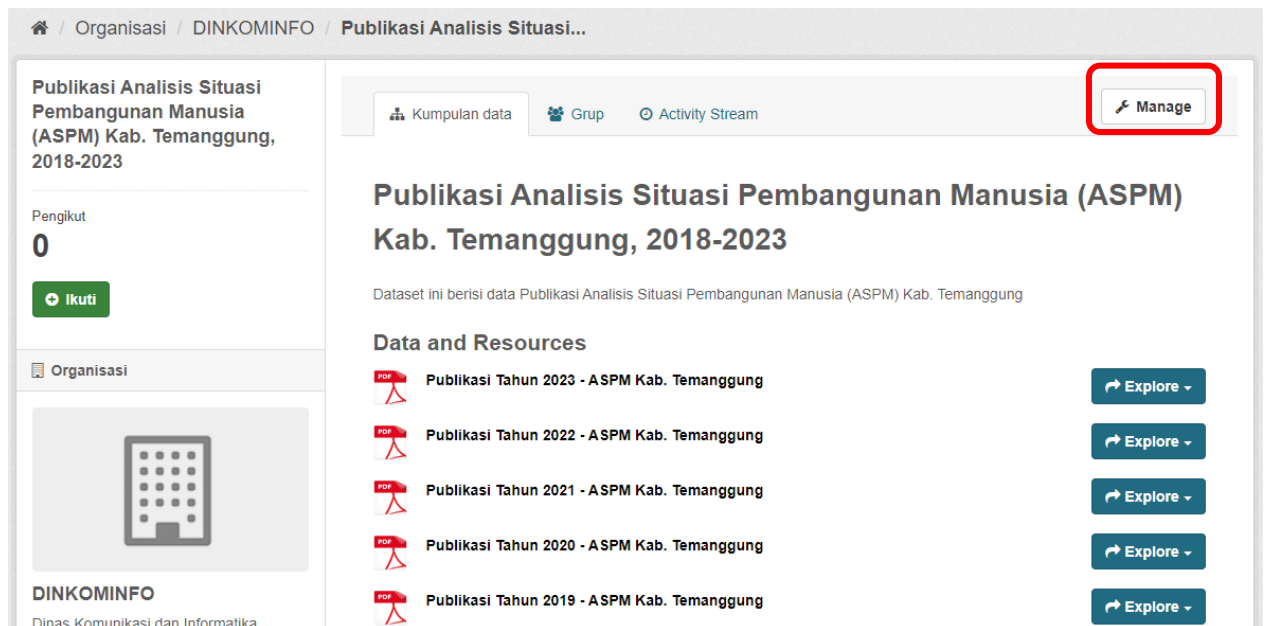 / Organisasi / DINKOMINFO / Publikasi Analisis Situasi...
Publikasi Analisis Situasi
Pembangunan Manusia
(ASPM) Kab. Temanggung,
2018-2023
Pengikut
0
Ikuti
Organisasi
DINKOMINFO
Dinas Komunikasi dan Informatika
Kumpulan data
Grup
Activity Stream
Manage
Publikasi Analisis Situasi Pembangunan Manusia (ASPM)
Kab. Temanggung, 2018-2023
Dataset ini berisi data Publikasi Analisis Situasi Pembangunan Manusia (ASPM) Kab. Temanggung
Data and Resources
PDF Publikasi Tahun 2023 - ASPM Kab. Temanggung Explore
PDF Publikasi Tahun 2022 - ASPM Kab. Temanggung Explore
PDF Publikasi Tahun 2021 - ASPM Kab. Temanggung Explore
PDF Publikasi Tahun 2020 - ASPM Kab. Temanggung Explore
PDF Publikasi Tahun 2019 - ASPM Kab. Temanggung Explore